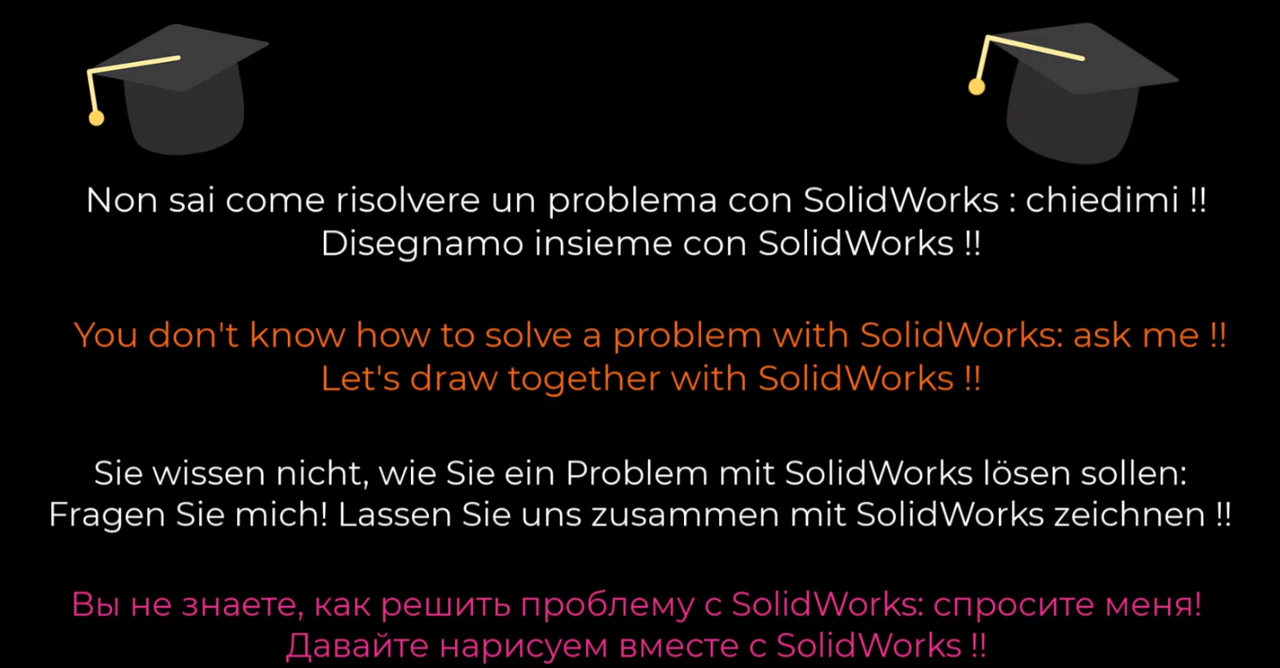 Non sai come risolvere un problema con SolidWorks : chiedimi !!
Disegnamo insieme con SolidWorks !!
You don't know how to solve a problem with SolidWorks: ask me !!
Let's draw together with SolidWorks !!
Sie wissen nicht, wie Sie ein Problem mit SolidWorks lösen sollen:
Fragen Sie mich! Lassen Sie uns zusammen mit SolidWorks zeichnen !!
Вы не знаете, как решить проблему с SolidWorks: спросите меня!
Давайте нарисуем вместе с SolidWorks !!